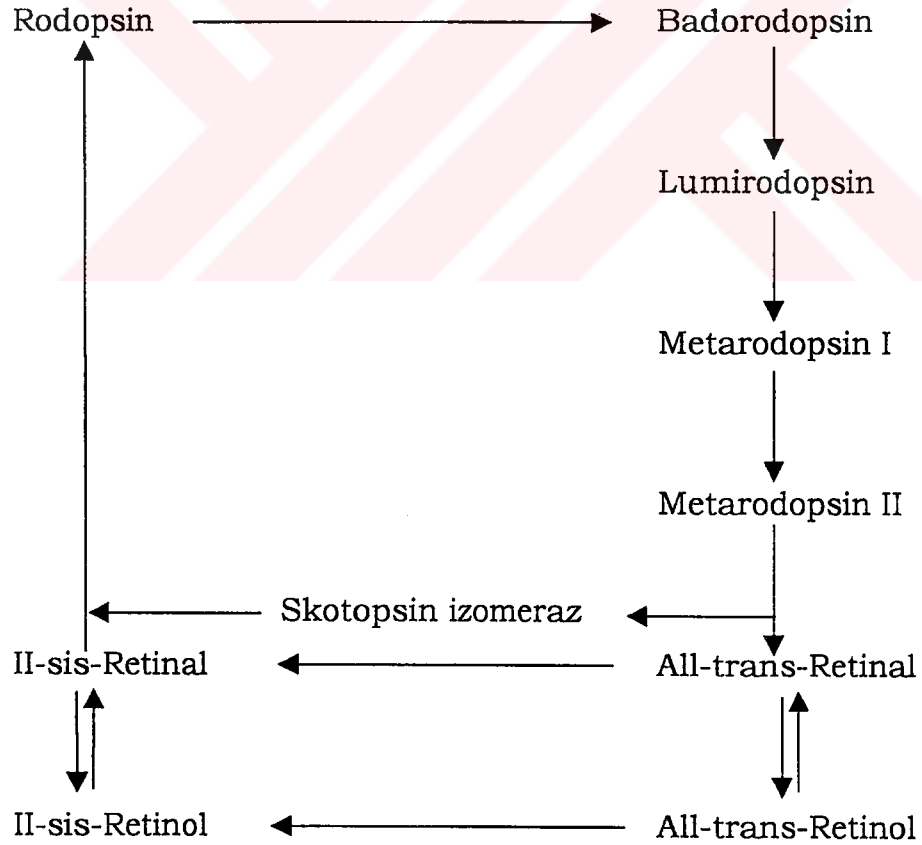 Rodopsin
Badorodopsin
Lumirodopsin
Metarodopsin I
Metarodopsin II
Skotopsin izomeraz
II-sis-Retinal
All-trans-Retinal
II-sis-Retinol
All-trans-Retinol